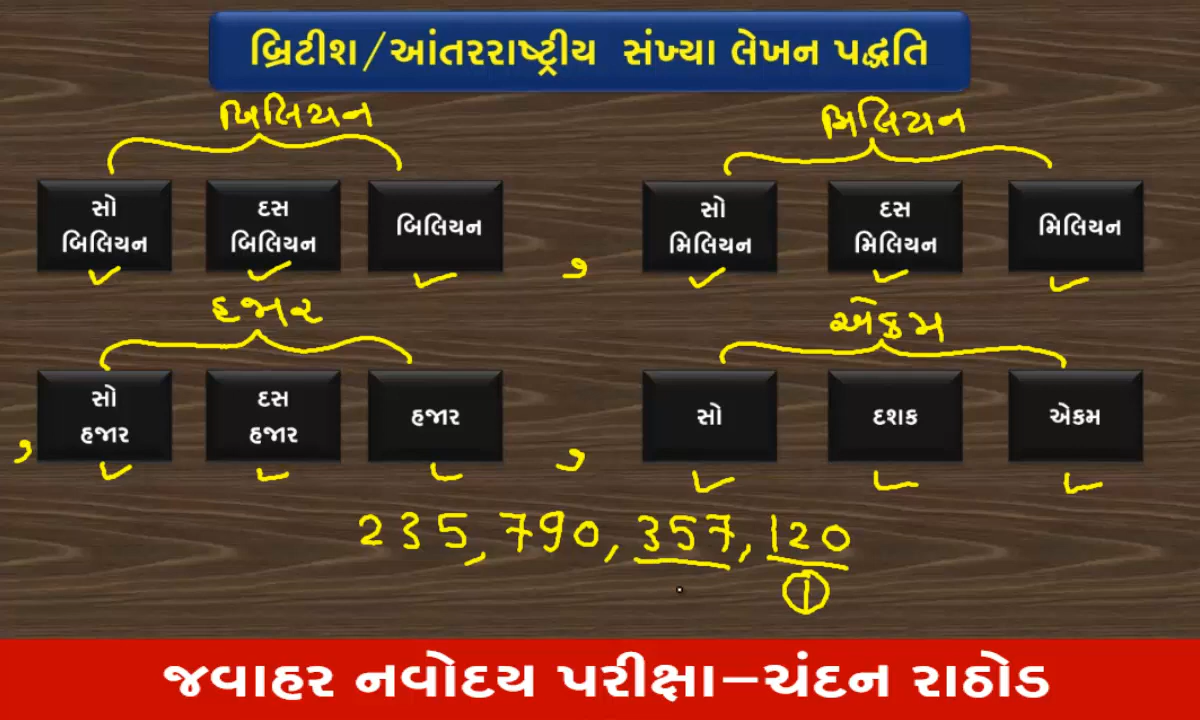 બ્રિટીશ/આંતરરાષ્ટ્રીય સંખ્યા લેખન પદ્ધતિ
બિલિયન
મિલિયન
સો બિલિયન
દસ બિલિયન
બિલિયન
,
સો મિલિયન
દસ મિલિયન
મિલિયન
હજાર
એકમ
,
સો હજાર
દસ હજાર
હજાર
,
સો
દશક
એકમ
235,790,357,120
1
જવાહર નવોદય પરીક્ષા–ચંદન રાઠોડ